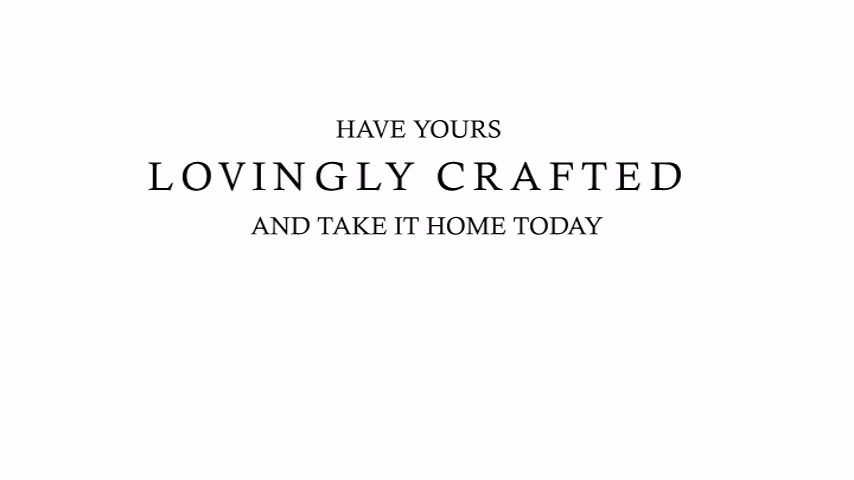 HAVE YOURS
LOVINGLY CRAFTED
AND TAKE IT HOME TODAY